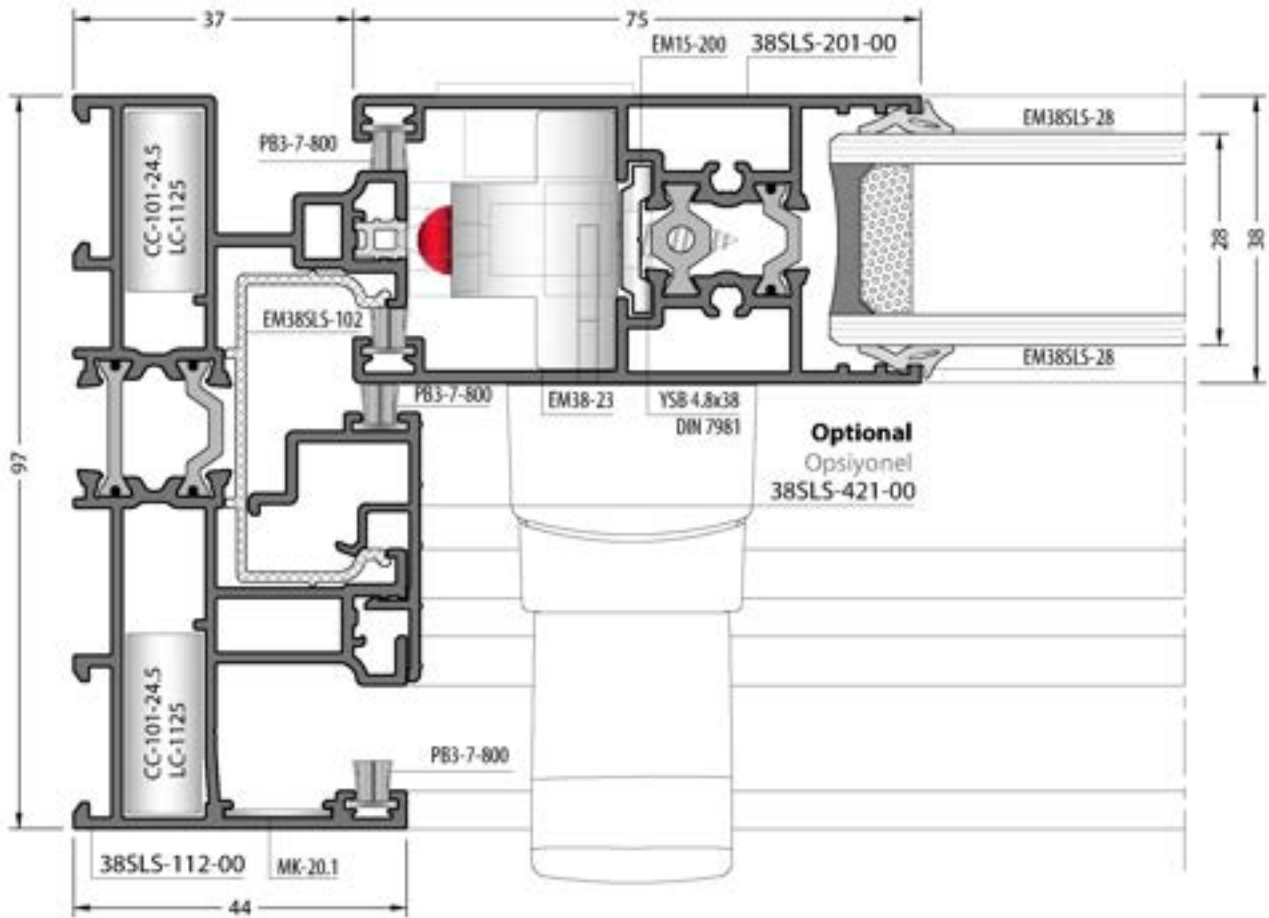 37
75
EM15-200
38SLS-201-00
EM38SLS-28
PB3-7-800
CC-101-24.5
LC-1125
28
38
EM38SLS-102
EM38SLS-28
PB3-7-800
EM38-23
YSB 4.8x38
DIN 7981
Optional
Opsiyonel
38SLS-421-00
97
CC-101-24.5
LC-1125
PB3-7-800
38SLS-112-00
MK-20.1
44